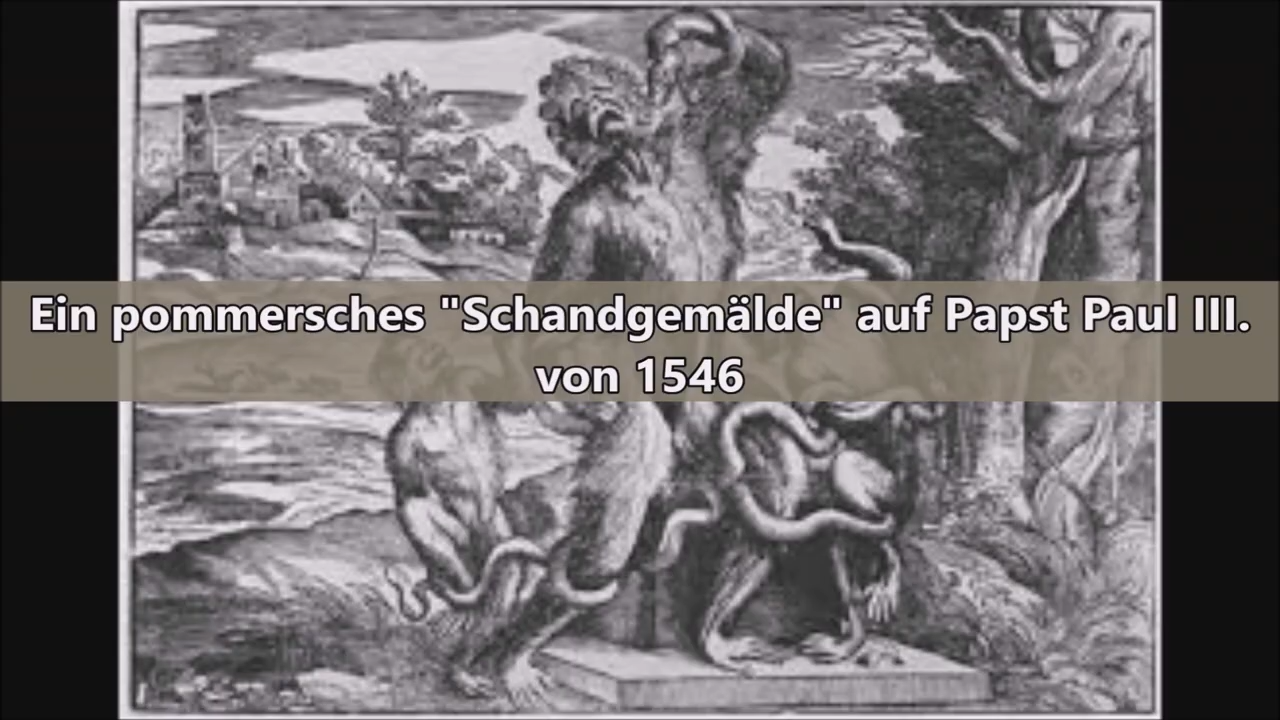 Ein pommersches "Schandgemälde" auf Papst Paul III.
von 1546